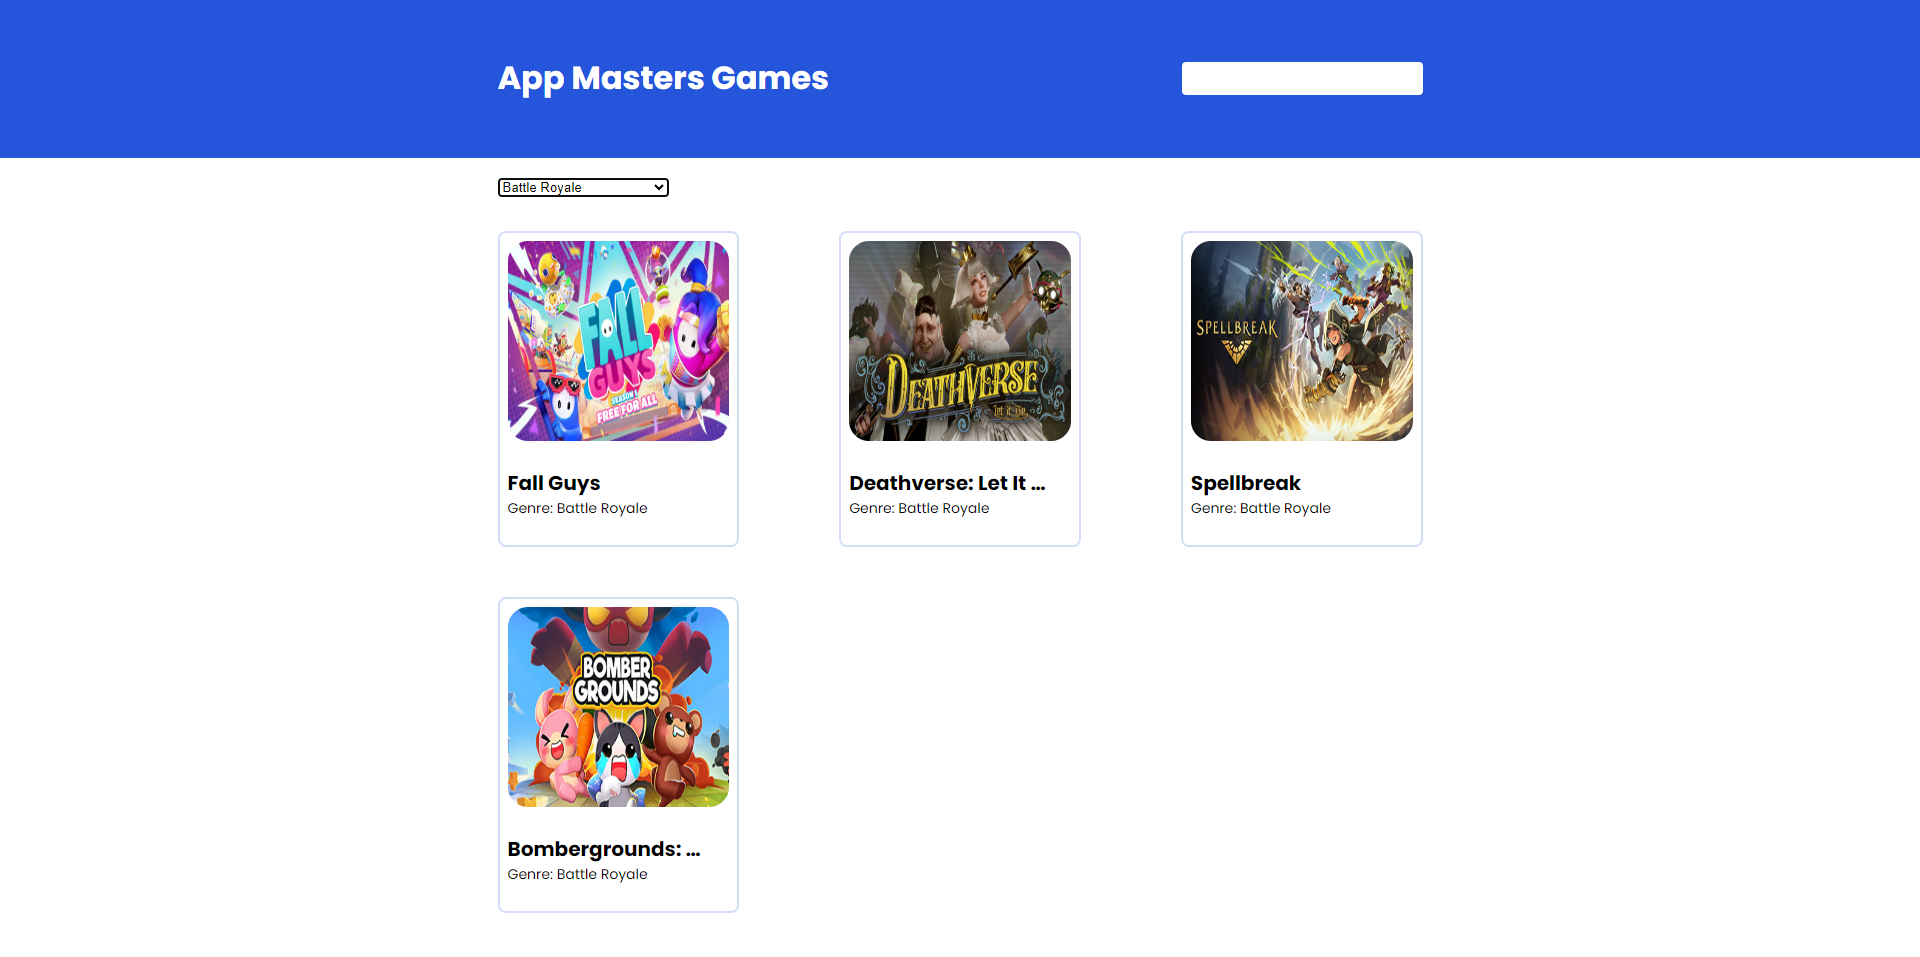 App Masters Games
Battle Royale
FALL
GUYS
SEASON 1
FREE FOR ALL
DEATHVERSE
let it die
SPELLBREAK
Fall Guys
Genre: Battle Royale
Deathverse: Let It ...
Genre: Battle Royale
Spellbreak
Genre: Battle Royale
BOMBER
GROUNDS
Bombergrounds: ...
Genre: Battle Royale